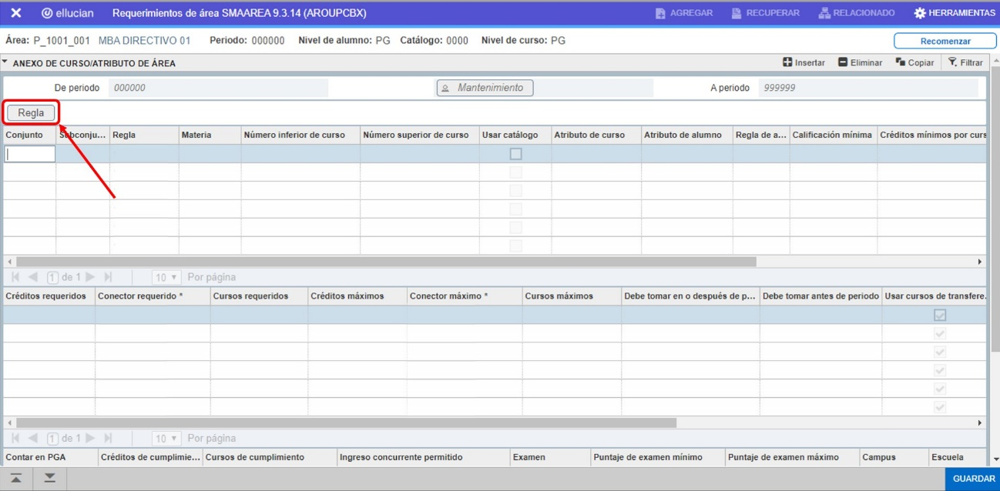 ellucian Requerimientos de área SMAAREA 9.3.14 (AROUPCBX) AGREGAR RECUPERAR RELACIONADO HERRAMIENTAS
Área: P_1001_001 MBA DIRECTIVO 01 Periodo: 000000 Nivel de alumno: PG Catálogo: 0000 Nivel de curso: PG Recomenzar
ANEXO DE CURSO/ATRIBUTO DE ÁREA Insertar Eliminar Copiar Filtrar
De periodo 000000 Mantenimiento A periodo 999999
Regla
Conjunto Subconju... Regla Materia Número inferior de curso Número superior de curso Usar catálogo Atributo de curso Atributo de alumno Regla de a... Calificación mínima Créditos mínimos por curs
1 de 1 10 Por página
Créditos requeridos Conector requerido * Cursos requeridos Créditos máximos Conector máximo * Cursos máximos Debe tomar en o después de p... Debe tomar antes de periodo Usar cursos de transfere.
1 de 1 10 Por página
Contar en PGA Créditos de cumplimie... Cursos de cumplimiento Ingreso concurrente permitido Examen Puntaje de examen mínimo Puntaje de examen máximo Campus Escuela
GUARDAR